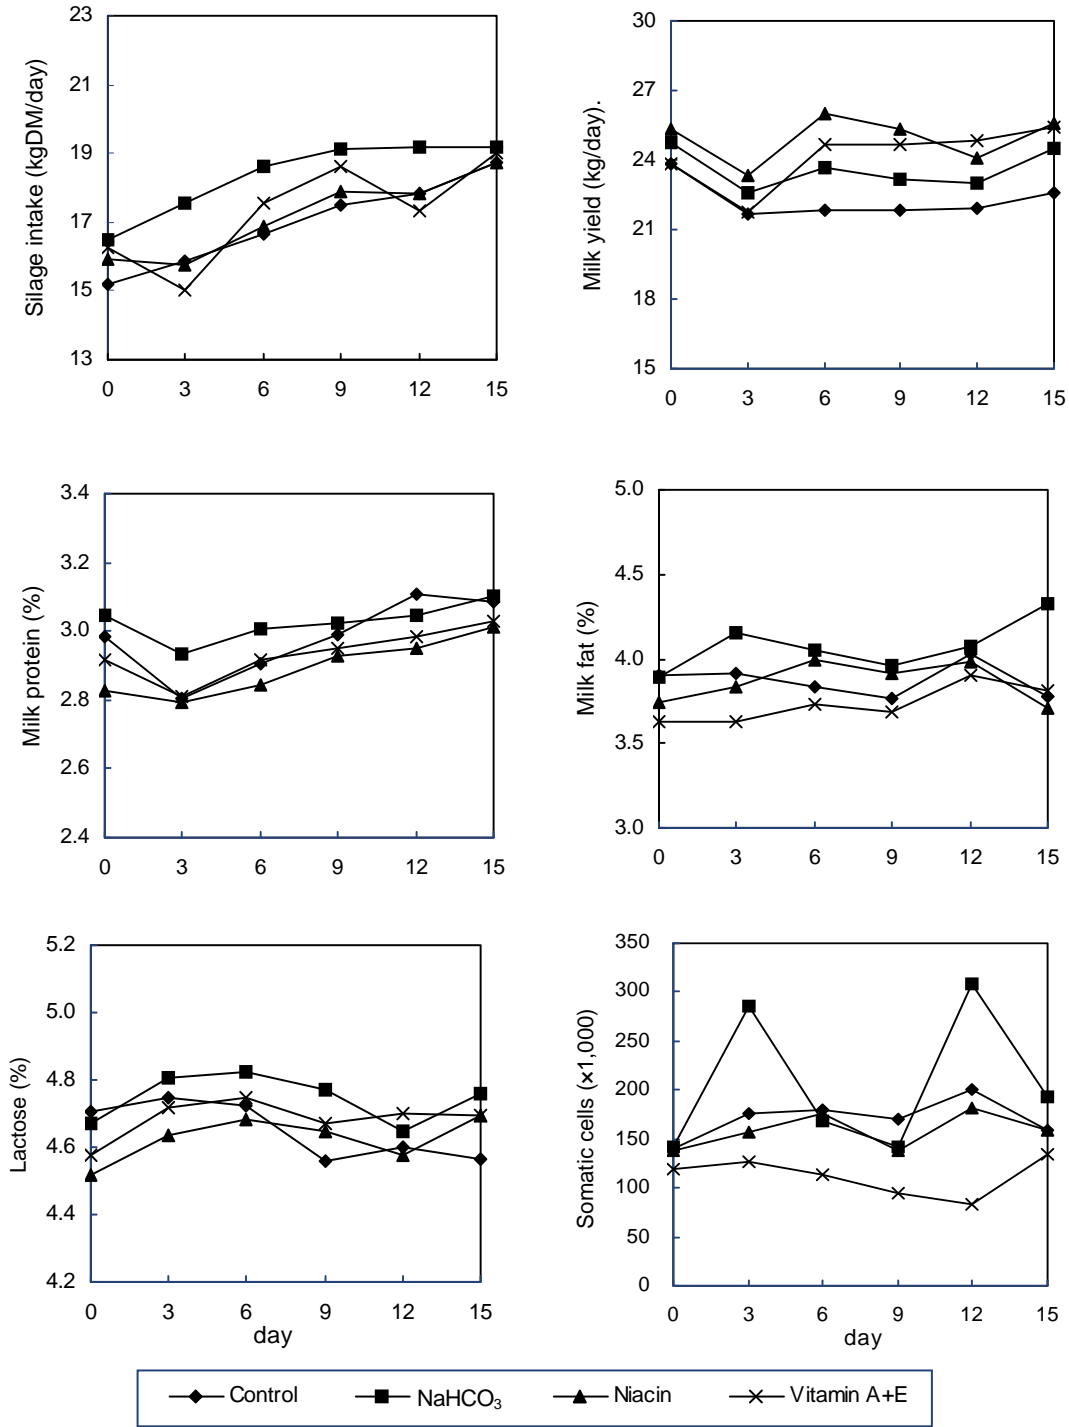 Silage intake (kgDM/day)
23
21
19
17
15
13
0 3 6 9 12 15
Milk yield (kg/day).
30
27
24
21
18
15
0 3 6 9 12 15
Milk protein (%)
3.4
3.2
3.0
2.8
2.6
2.4
0 3 6 9 12 15
Milk fat (%)
5.0
4.5
4.0
3.5
3.0
0 3 6 9 12 15
Lactose (%)
5.2
5.0
4.8
4.6
4.4
4.2
0 3 6 9 12 15
day
Somatic cells (×1,000)
350
300
250
200
150
100
50
0
0 3 6 9 12 15
day
Control NaHCO₃ Niacin Vitamin A+E